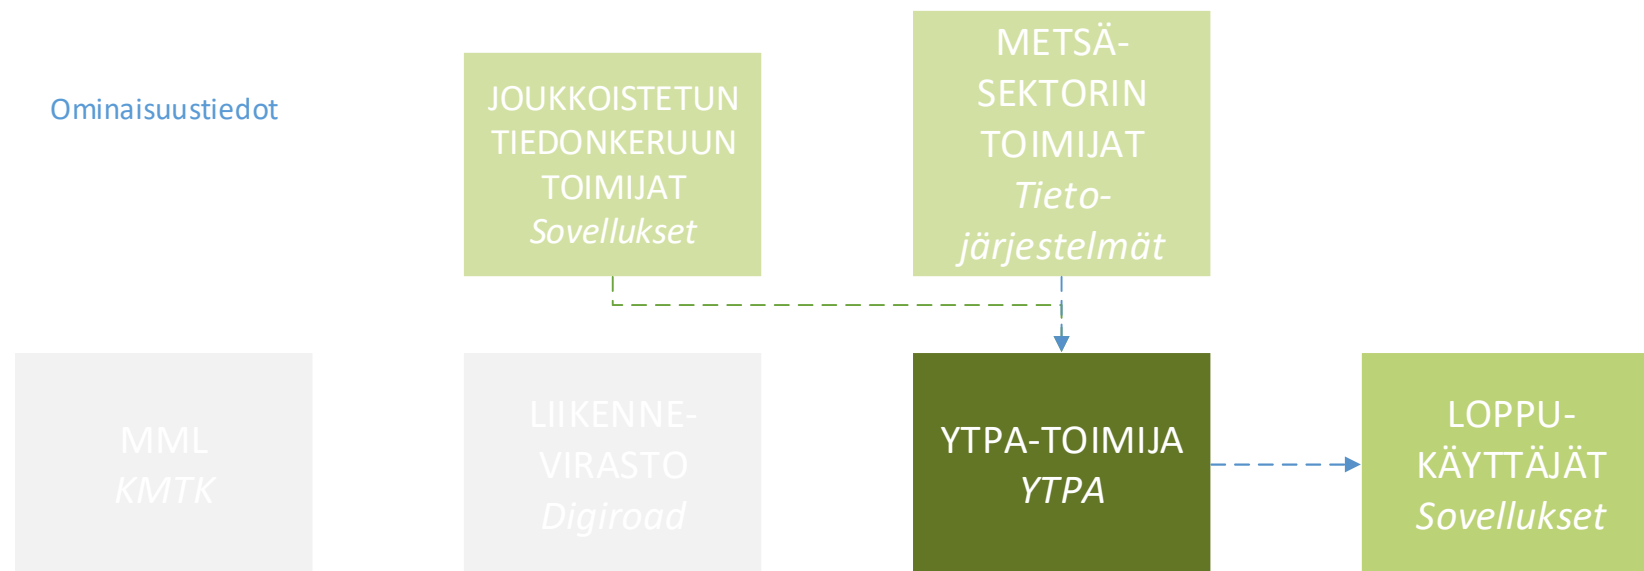 Ominaisuustiedot
JOUKKOISTETUN
TIEDONKERUUN
TOIMIJAT
Sovellukset
METSÄ-
SEKTORIN
TOIMIJAT
Tieto-
järjestelmät
MML
KMTK
LIIKENNE-
VIRASTO
Digiroad
YTPA-TOIMIJA
YTPA
LOPPU-
KÄYTTÄJÄT
Sovellukset